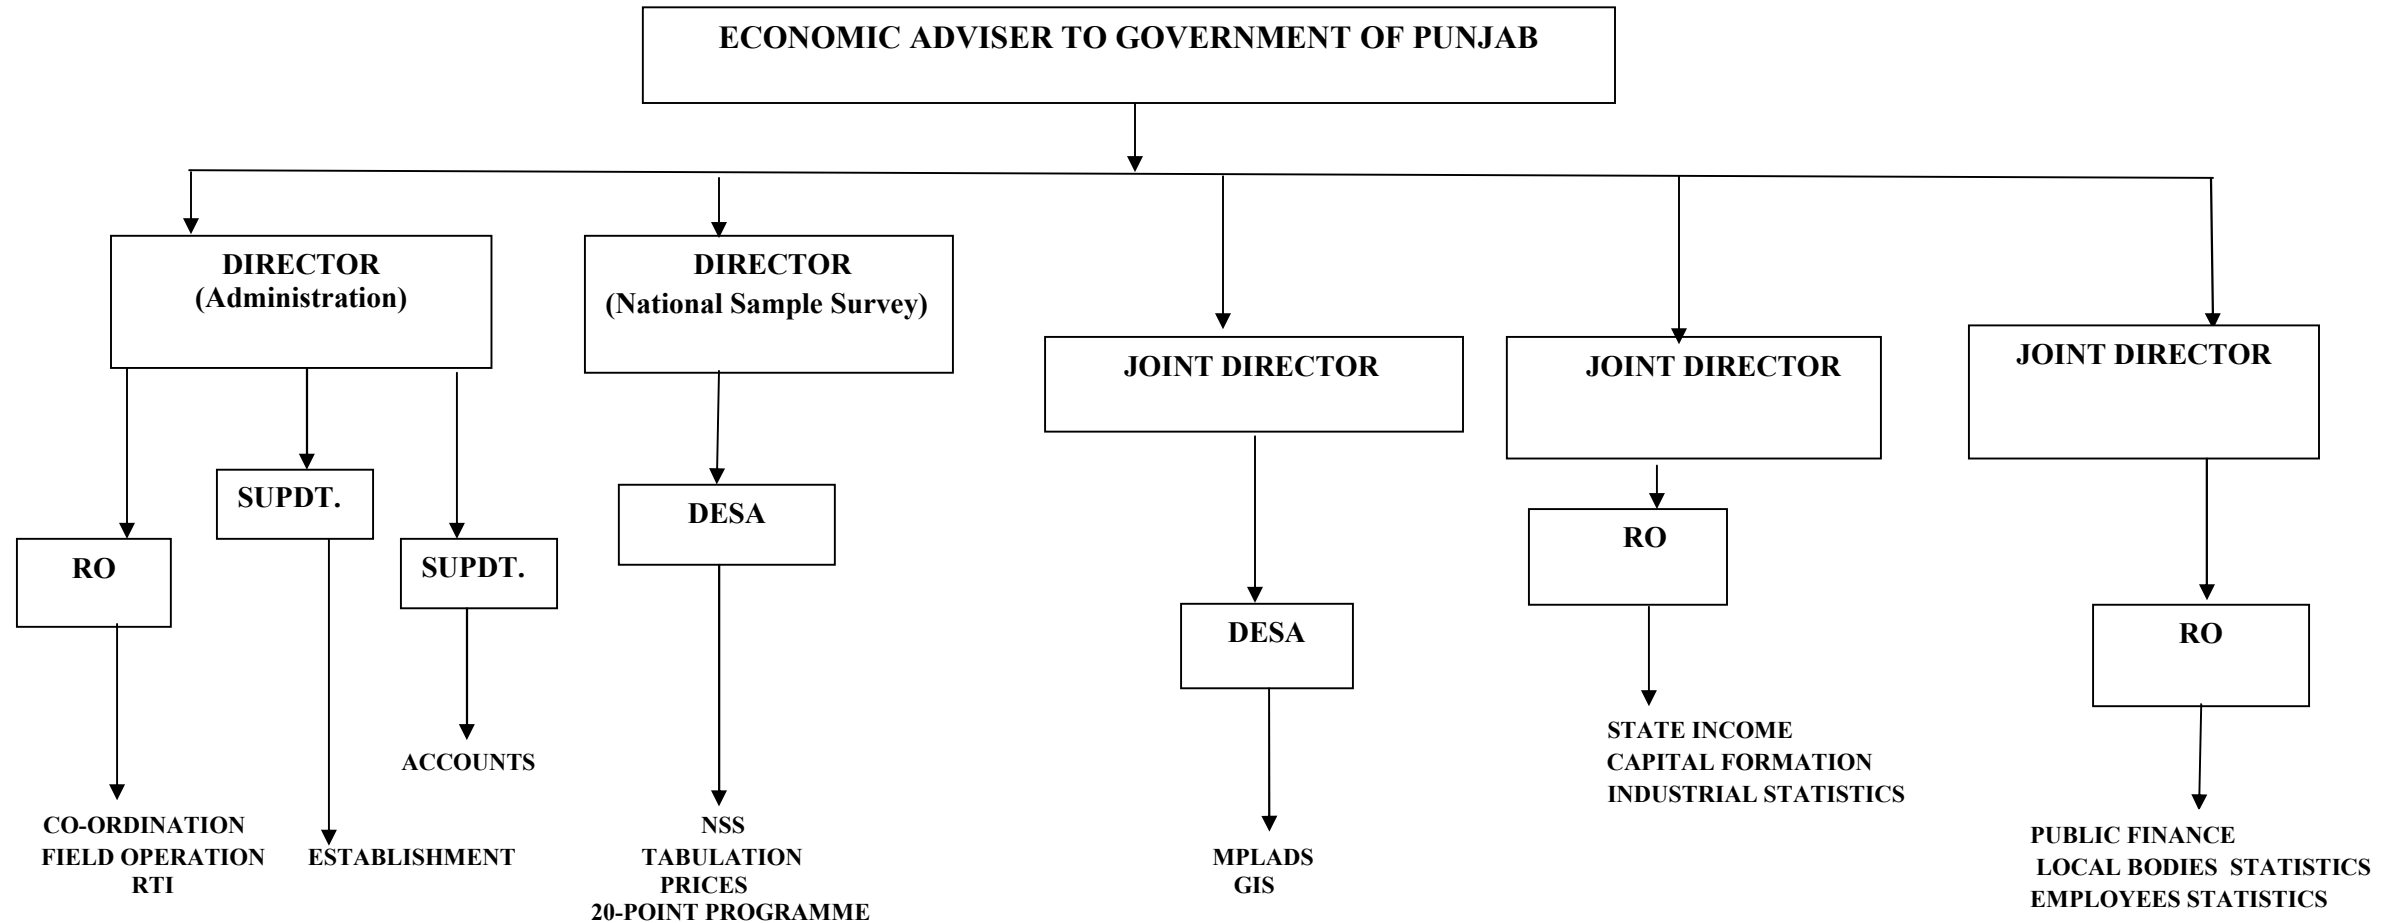 ECONOMIC ADVISER TO GOVERNMENT OF PUNJAB
DIRECTOR
(Administration)
DIRECTOR
(National Sample Survey)
JOINT DIRECTOR
JOINT DIRECTOR
JOINT DIRECTOR
RO
SUPDT.
SUPDT.
DESA
DESA
RO
RO
CO-ORDINATION
FIELD OPERATION
RTI
ESTABLISHMENT
ACCOUNTS
NSS
TABULATION
PRICES
20-POINT PROGRAMME
MPLADS
GIS
STATE INCOME
CAPITAL FORMATION
INDUSTRIAL STATISTICS
PUBLIC FINANCE
LOCAL BODIES STATISTICS
EMPLOYEES STATISTICS